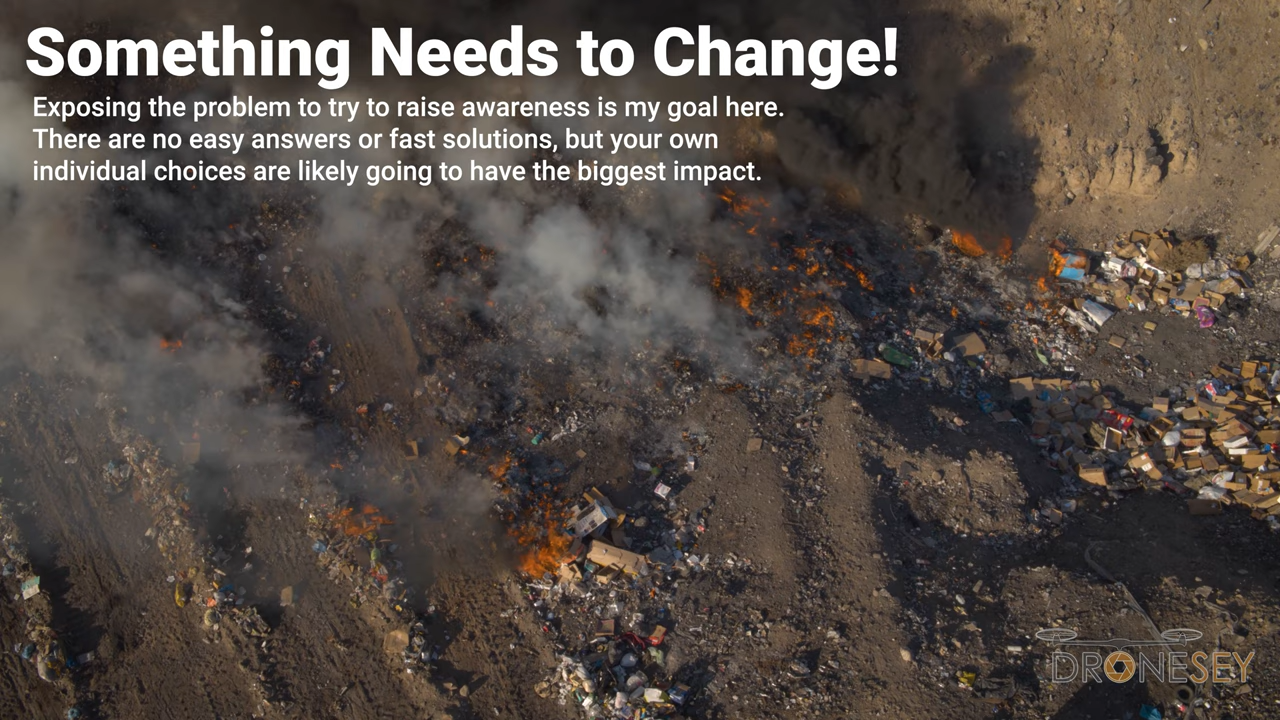 Something Needs to Change!
Exposing the problem to try to raise awareness is my goal here.
There are no easy answers or fast solutions, but your own
individual choices are likely going to have the biggest impact.
DRONESEY